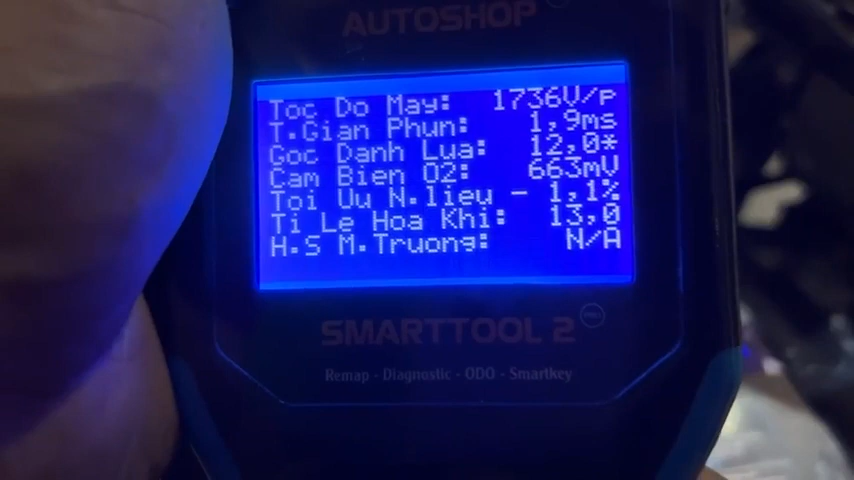 AUTOSHOP
Toc Do May: 1736V/P
T.Gian Phun: 1,9ms
Goc Danh Lua: 12,0*
Cam Bien O2: 663mV
Toi Uu N.lieu - 1,1%
Ti Le Hoa Khi: 13,0
H.S M.Truong: N/A
SMARTTOOL 2
Remap - Diagnostic - ODO - Smartkey